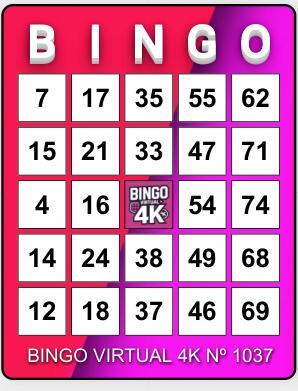 B I N G O
7 17 35 55 62
15 21 33 47 71
4 16 BINGO VIRTUAL 4K 54 74
14 24 38 49 68
12 18 37 46 69
BINGO VIRTUAL 4K Nº 1037